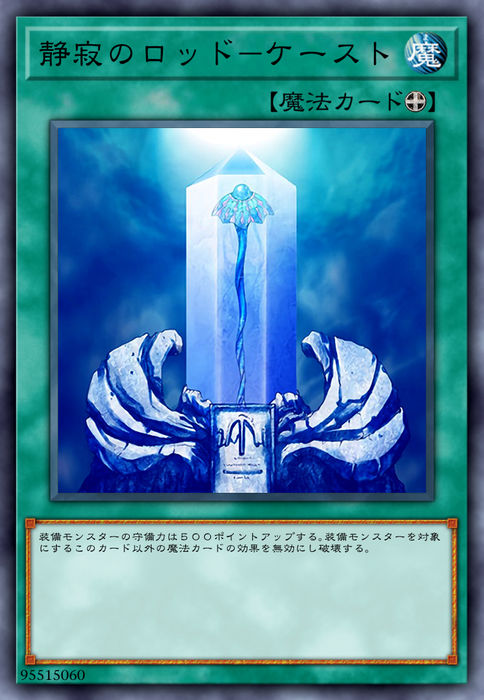 静寂のロッドーケースト 魔
【魔法カード】
装備モンスターの守備力は５００ポイントアップする。装備モンスターを対象
にするこのカード以外の魔法カードの効果を無効にし破壊する。
95515060